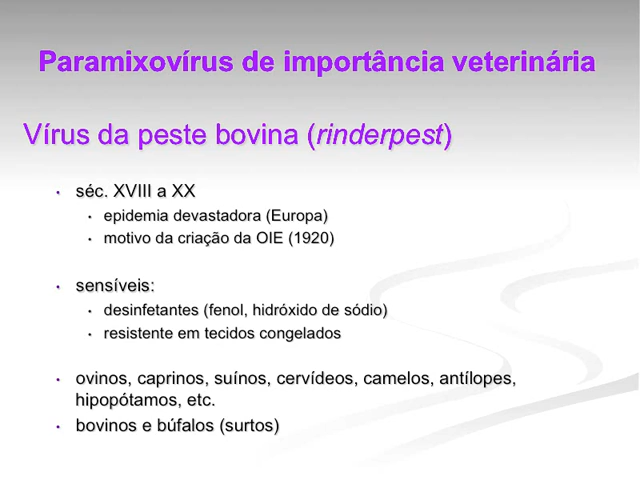 Paramixovírus de importância veterinária
Vírus da peste bovina (rinderpest)
• séc. XVIII a XX
• epidemia devastadora (Europa)
• motivo da criação da OIE (1920)
• sensíveis:
• desinfetantes (fenol, hidróxido de sódio)
• resistente em tecidos congelados
• ovinos, caprinos, suínos, cervídeos, camelos, antílopes,
hipopótamos, etc.
• bovinos e búfalos (surtos)